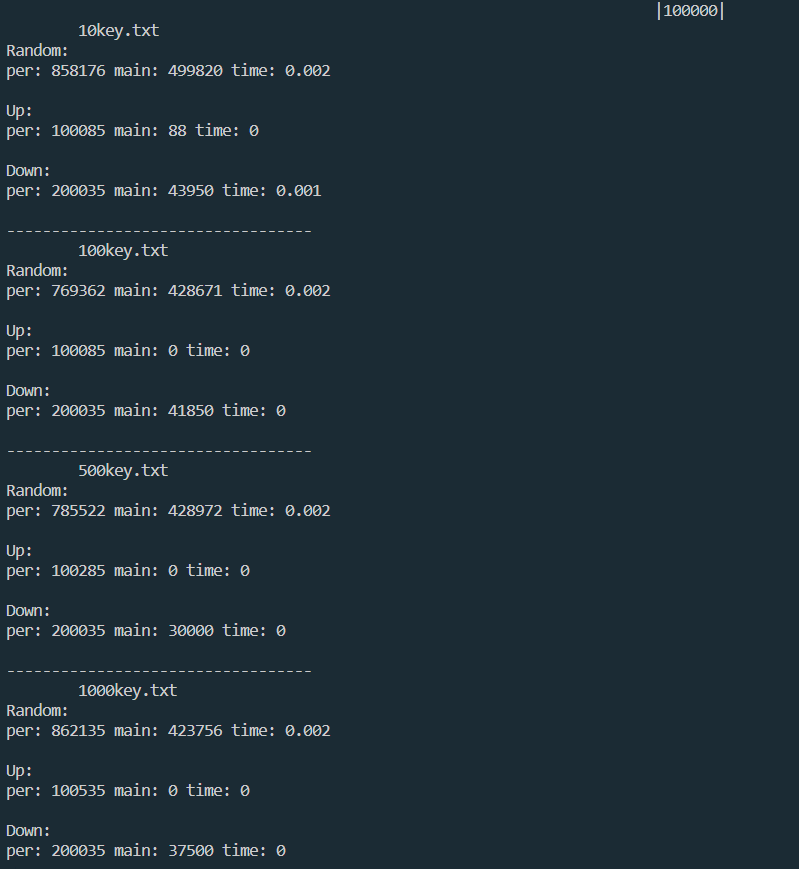 |100000|
10key.txt
Random:
per: 858176 main: 499820 time: 0.002
Up:
per: 100085 main: 88 time: 0
Down:
per: 200035 main: 43950 time: 0.001
----------------------------------
100key.txt
Random:
per: 769362 main: 428671 time: 0.002
Up:
per: 100085 main: 0 time: 0
Down:
per: 200035 main: 41850 time: 0
----------------------------------
500key.txt
Random:
per: 785522 main: 428972 time: 0.002
Up:
per: 100285 main: 0 time: 0
Down:
per: 200035 main: 30000 time: 0
----------------------------------
1000key.txt
Random:
per: 862135 main: 423756 time: 0.002
Up:
per: 100535 main: 0 time: 0
Down:
per: 200035 main: 37500 time: 0